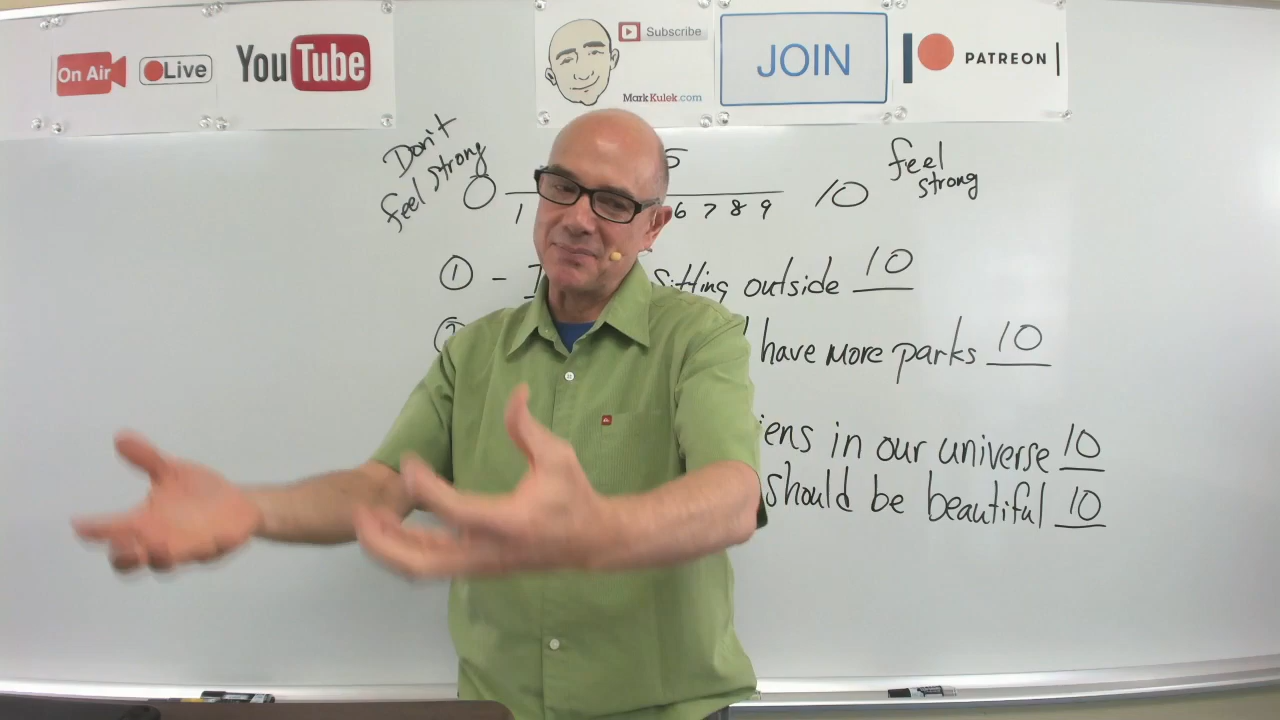 On Air
Live
YouTube
Subscribe
MarkKulek.com
JOIN
PATREON
Don't
feel strong
0
5
1 6 7 8 9
10
feel
strong
1 - I sitting outside 10
2 have more parks 10
in our universe 10
should be beautiful 10